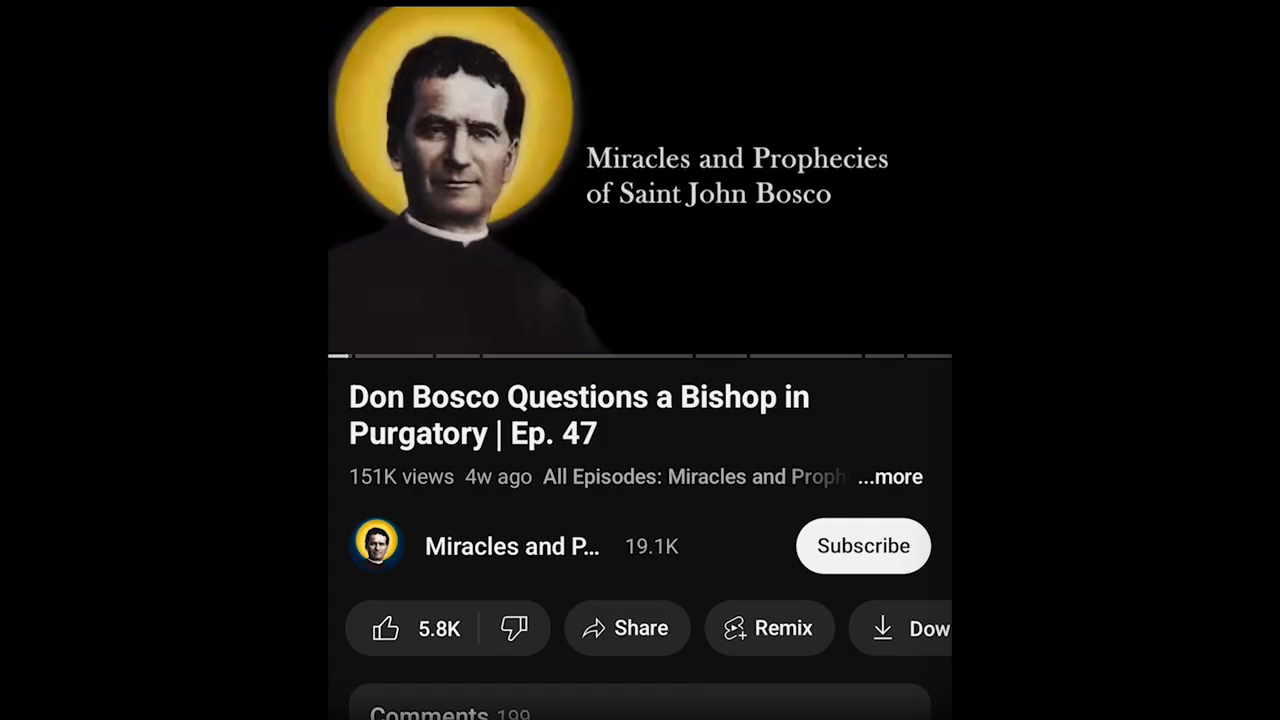 Miracles and Prophecies
of Saint John Bosco
Don Bosco Questions a Bishop in
Purgatory | Ep. 47
151K views 4w ago All Episodes: Miracles and Proph ...more
Miracles and P... 19.1K Subscribe
5.8K Share Remix Dow
Comments 199